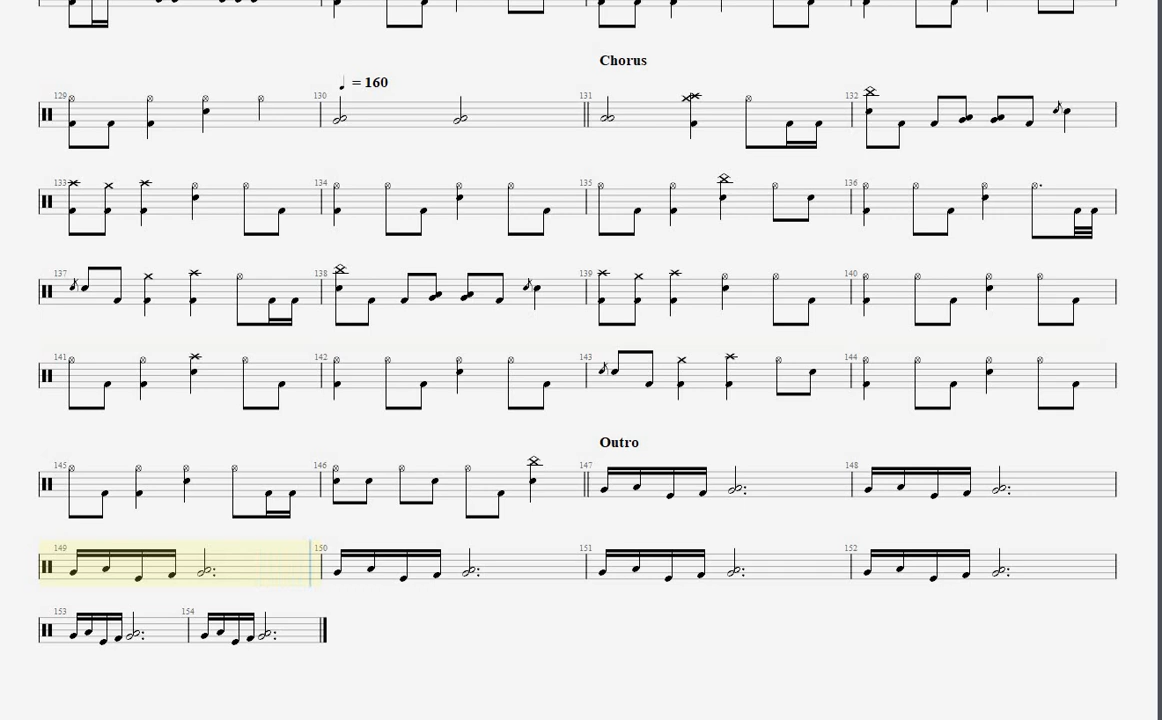 Chorus
129 ♩ = 160 130 131 132
133 134 135 136
137 138 139 140
141 142 143 144
Outro
145 146 147 148
149 150 151 152
153 154